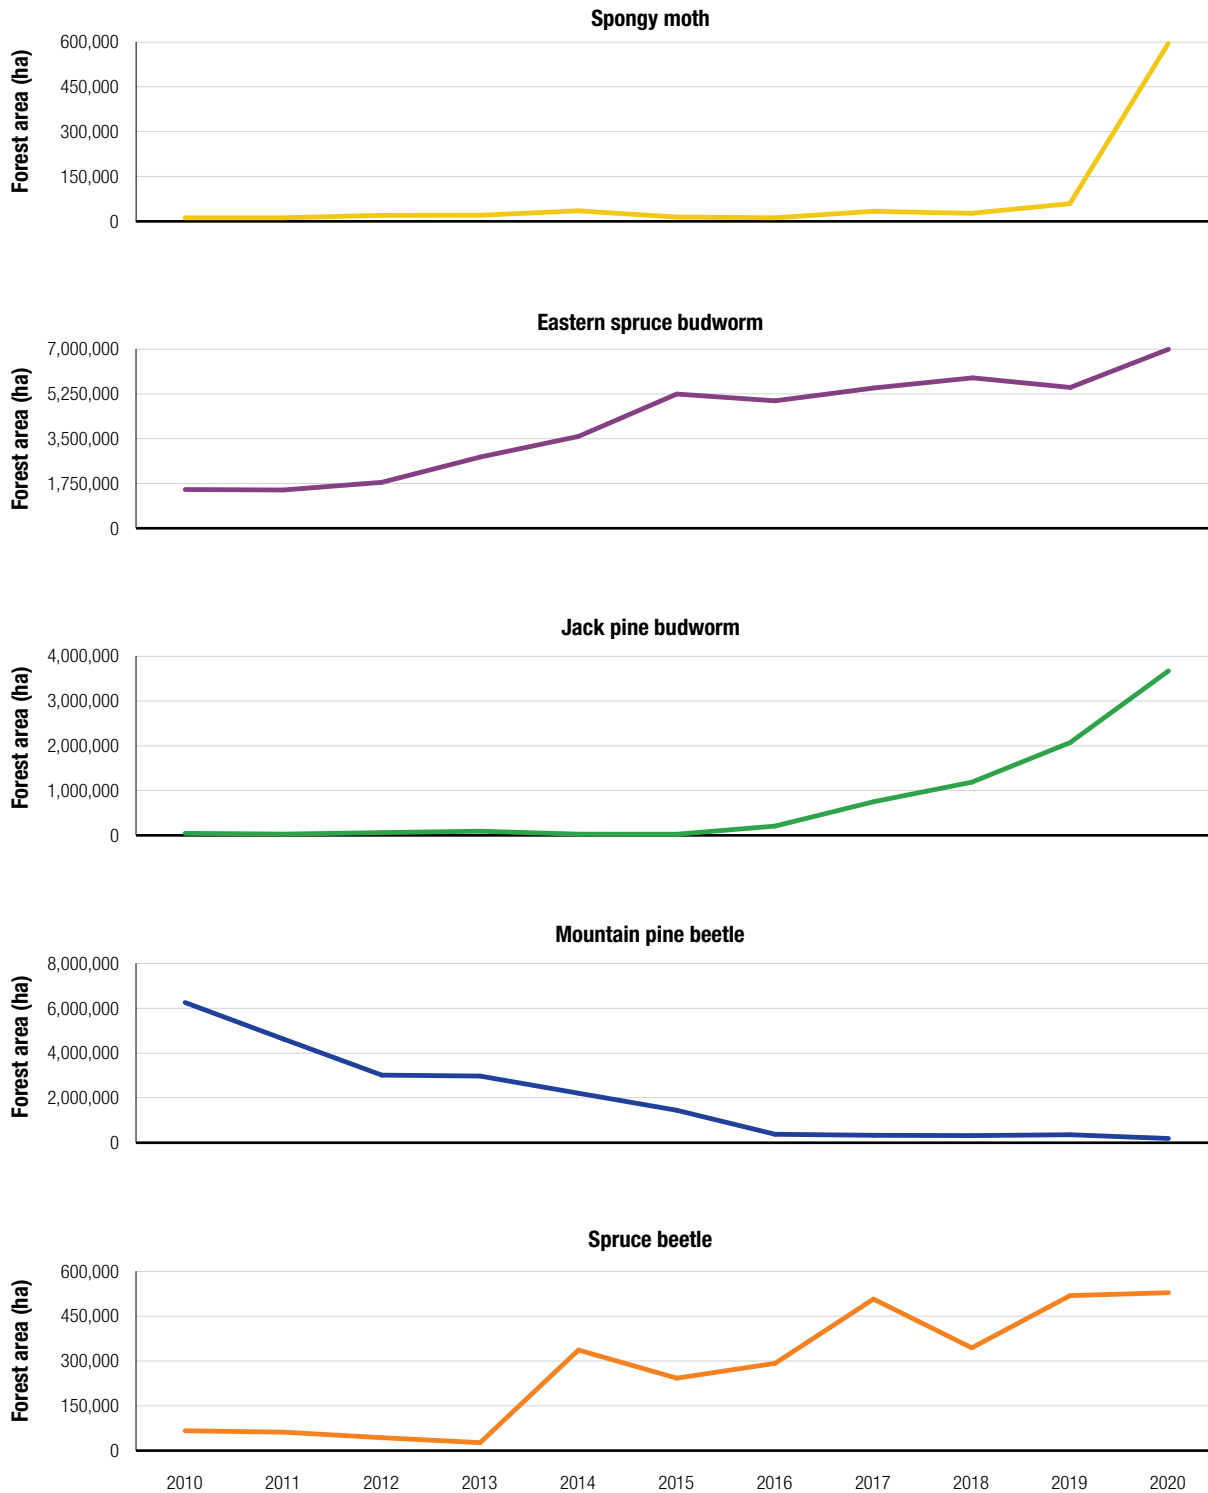 Spongy moth
Forest area (ha)
600,000
450,000
300,000
150,000
0
Eastern spruce budworm
Forest area (ha)
7,000,000
5,250,000
3,500,000
1,750,000
0
Jack pine budworm
Forest area (ha)
4,000,000
3,000,000
2,000,000
1,000,000
0
Mountain pine beetle
Forest area (ha)
8,000,000
6,000,000
4,000,000
2,000,000
0
Spruce beetle
Forest area (ha)
600,000
450,000
300,000
150,000
0
2010 2011 2012 2013 2014 2015 2016 2017 2018 2019 2020